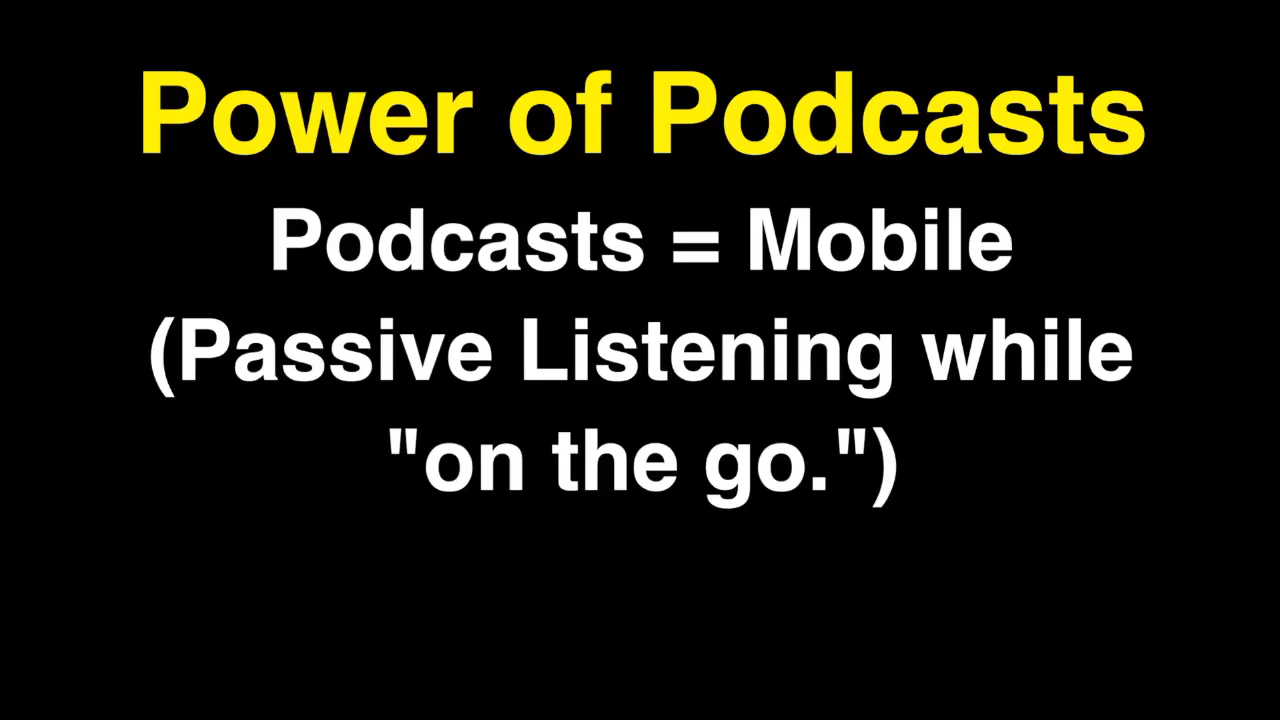 Power of Podcasts
Podcasts = Mobile
(Passive Listening while
"on the go.")